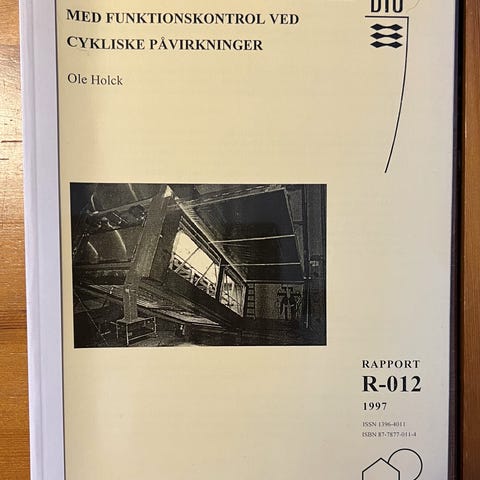 MED FUNKTIONSKONTROL VED
CYKLISKE PÅVIRKNINGER
Ole Holck
DTU
RAPPORT
R-012
1997
ISSN 1396-4011
ISBN 87-7877-011-4